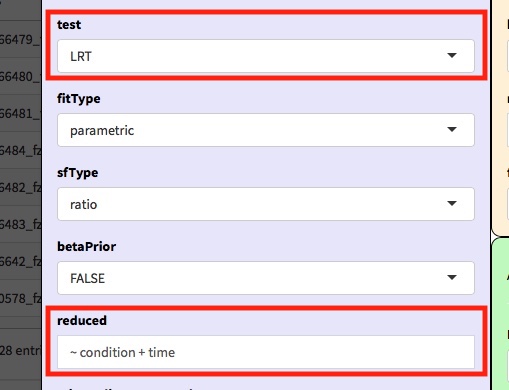 66479_
test
LRT
66480_
66481_
fitType
parametric
6484_fz
sfType
6482_fz
ratio
6483_fz
betaPrior
6642_fz
FALSE
0578_fz
reduced
28 entri
~ condition + time